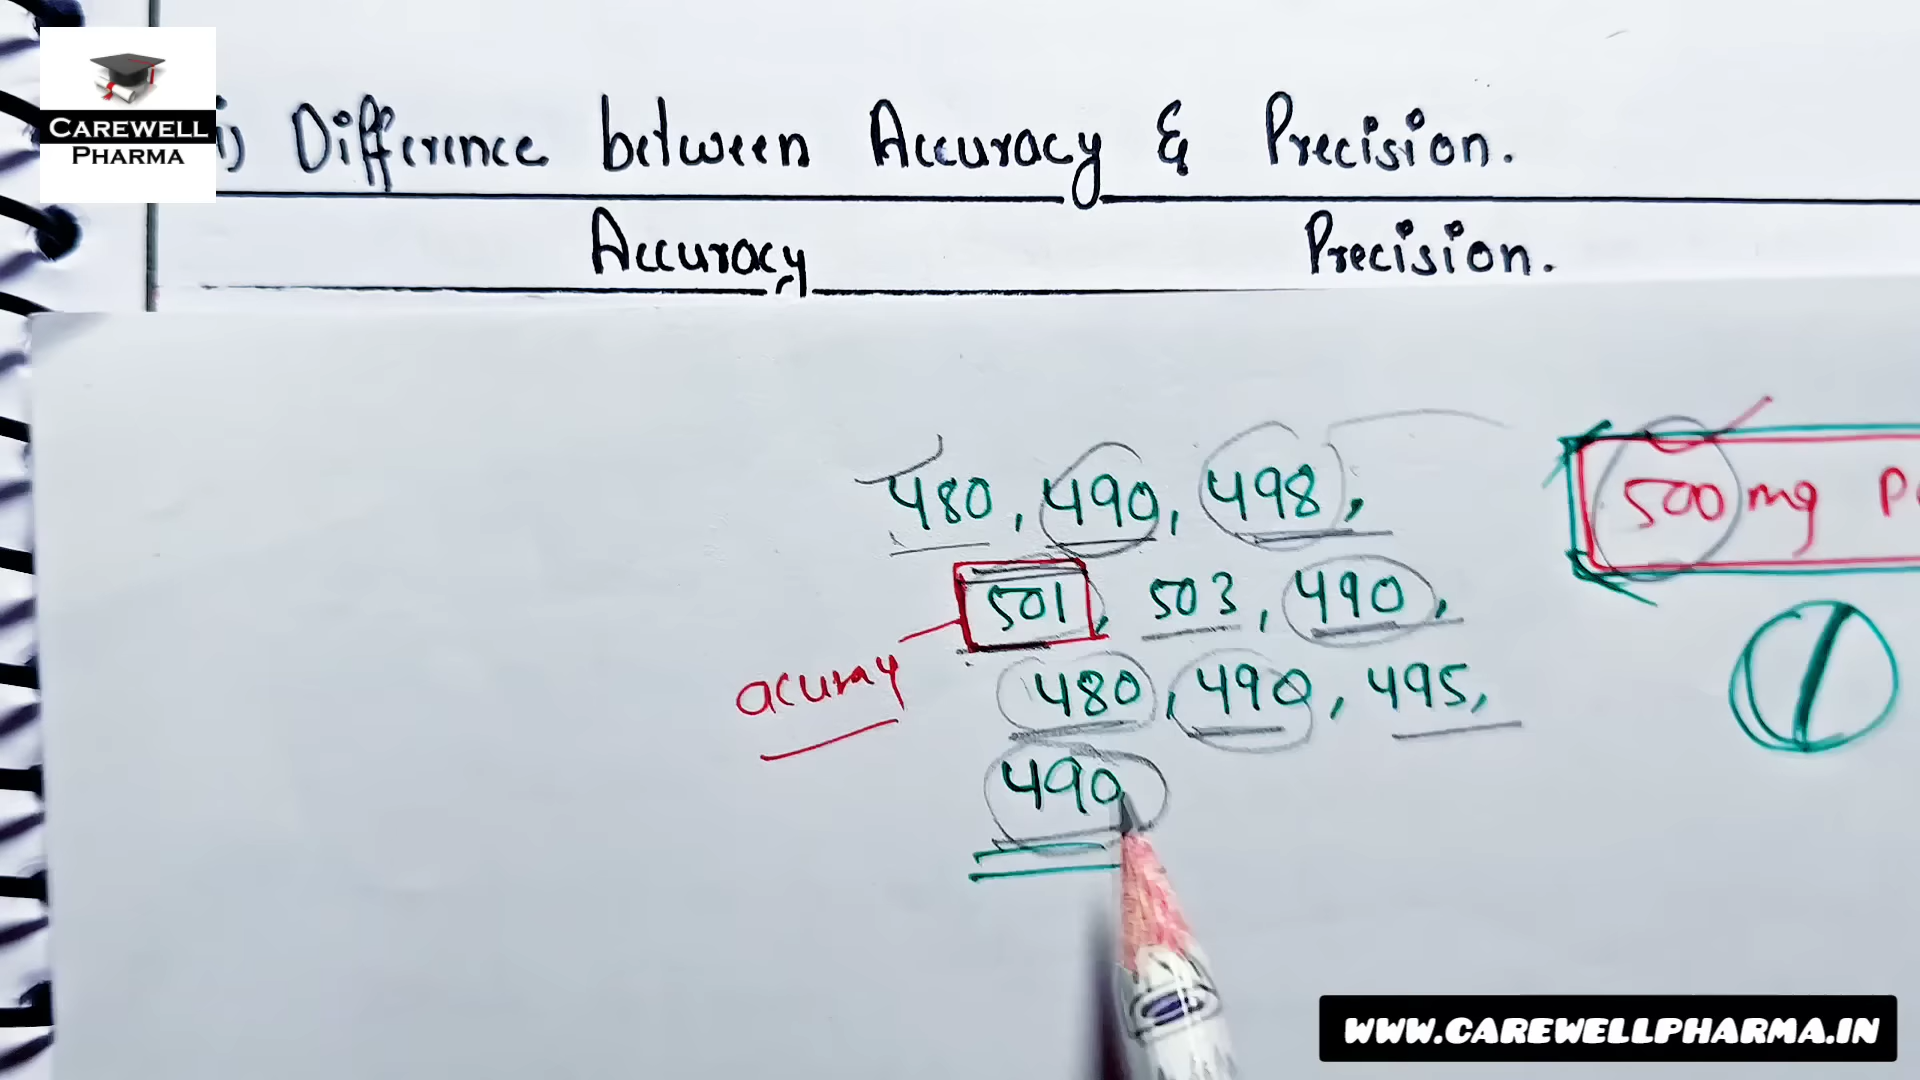 CAREWELL
PHARMA
i) Difference between Accuracy & Precision.
Accuracy Precision.
480, 490, 498,
500 mg
501, 503, 490,
acuray
480, 490, 495,
490
WWW.CAREWELLPHARMA.IN